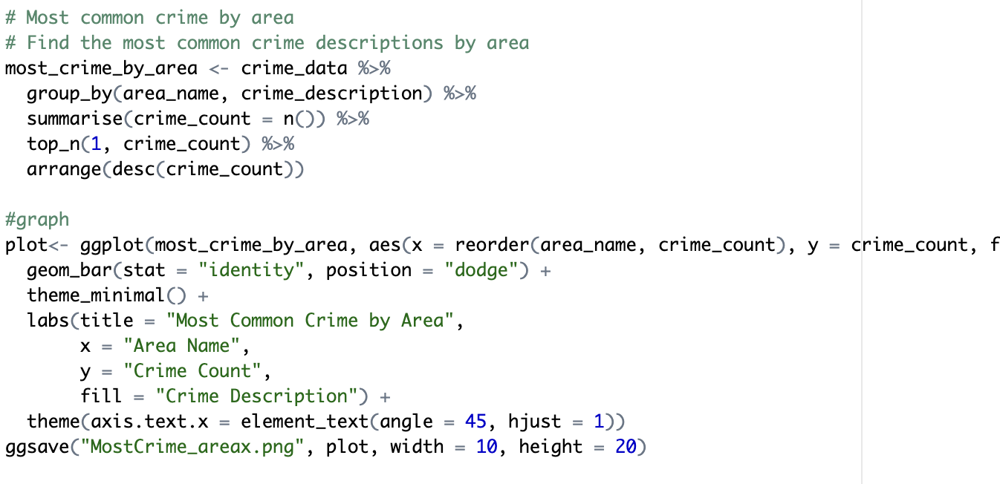 # Most common crime by area
# Find the most common crime descriptions by area
most_crime_by_area <- crime_data %>%
  group_by(area_name, crime_description) %>%
  summarise(crime_count = n()) %>%
  top_n(1, crime_count) %>%
  arrange(desc(crime_count))

#graph
plot<- ggplot(most_crime_by_area, aes(x = reorder(area_name, crime_count), y = crime_count, f
  geom_bar(stat = "identity", position = "dodge") +
  theme_minimal() +
  labs(title = "Most Common Crime by Area",
       x = "Area Name",
       y = "Crime Count",
       fill = "Crime Description") +
  theme(axis.text.x = element_text(angle = 45, hjust = 1))
ggsave("MostCrime_areax.png", plot, width = 10, height = 20)